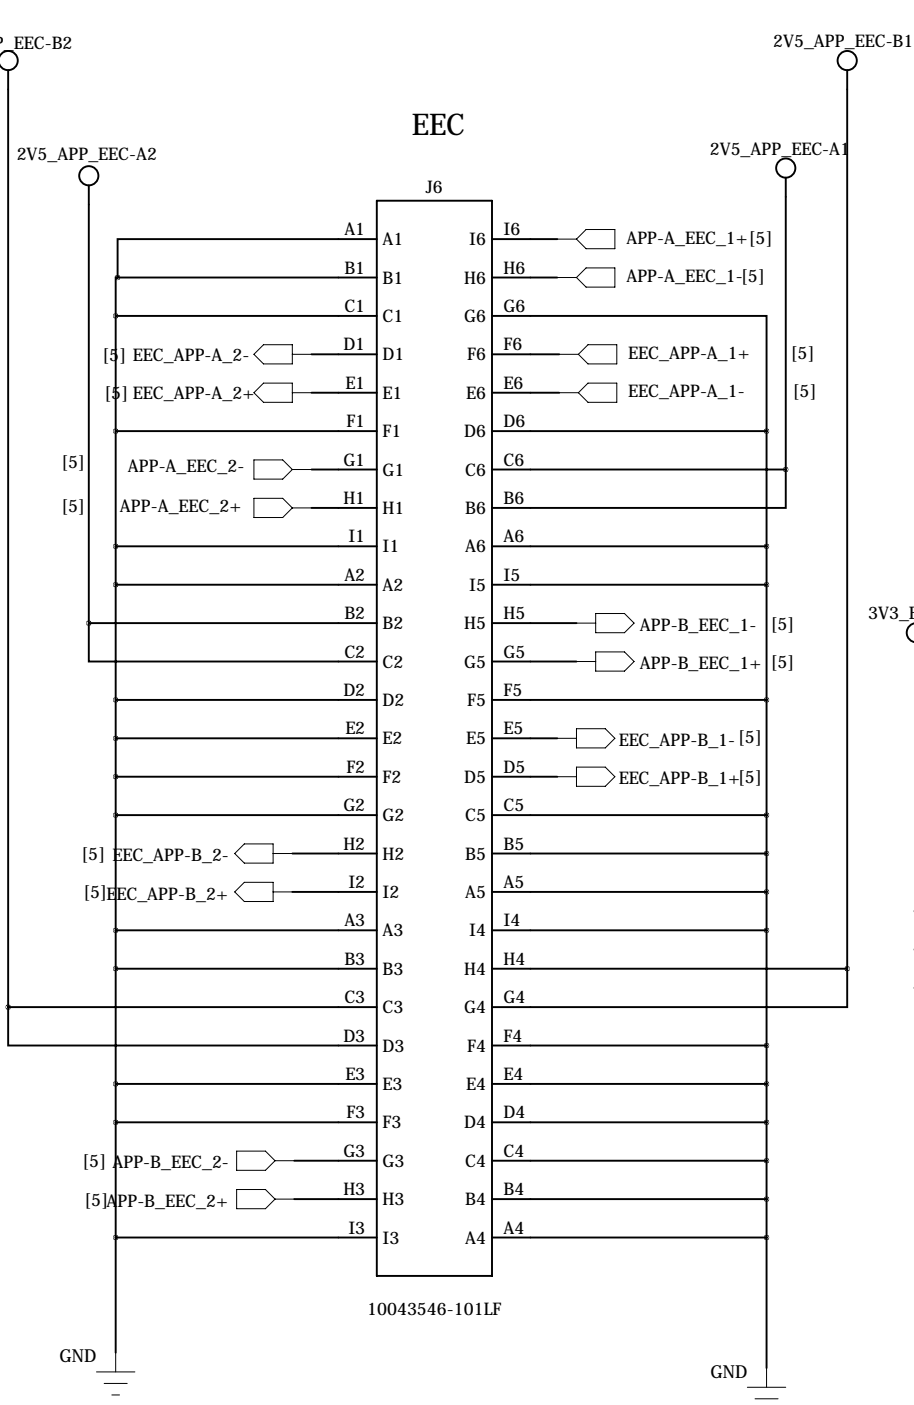 P_EEC-B2
2V5_APP_EEC-B1
EEC
2V5_APP_EEC-A2
2V5_APP_EEC-A1
J6
A1 A1 I6 I6 APP-A_EEC_1+[5]
B1 B1 H6 H6 APP-A_EEC_1-[5]
C1 C1 G6 G6
[5] EEC_APP-A_2- D1 D1 F6 F6 EEC_APP-A_1+ [5]
[5] EEC_APP-A_2+ E1 E1 E6 E6 EEC_APP-A_1- [5]
F1 F1 D6 D6
[5] APP-A_EEC_2- G1 G1 C6 C6
[5] APP-A_EEC_2+ H1 H1 B6 B6
I1 I1 A6 A6
A2 A2 I5 I5
B2 B2 H5 H5 APP-B_EEC_1- [5]
3V3_E
C2 C2 G5 G5 APP-B_EEC_1+ [5]
D2 D2 F5 F5
E2 E2 E5 E5 EEC_APP-B_1- [5]
F2 F2 D5 D5 EEC_APP-B_1+[5]
G2 G2 C5 C5
[5] EEC_APP-B_2- H2 H2 B5 B5
[5]EEC_APP-B_2+ I2 I2 A5 A5
A3 A3 I4 I4
B3 B3 H4 H4
C3 C3 G4 G4
D3 D3 F4 F4
E3 E3 E4 E4
F3 F3 D4 D4
[5] APP-B_EEC_2- G3 G3 C4 C4
[5]APP-B_EEC_2+ H3 H3 B4 B4
I3 I3 A4 A4
10043546-101LF
GND
GND